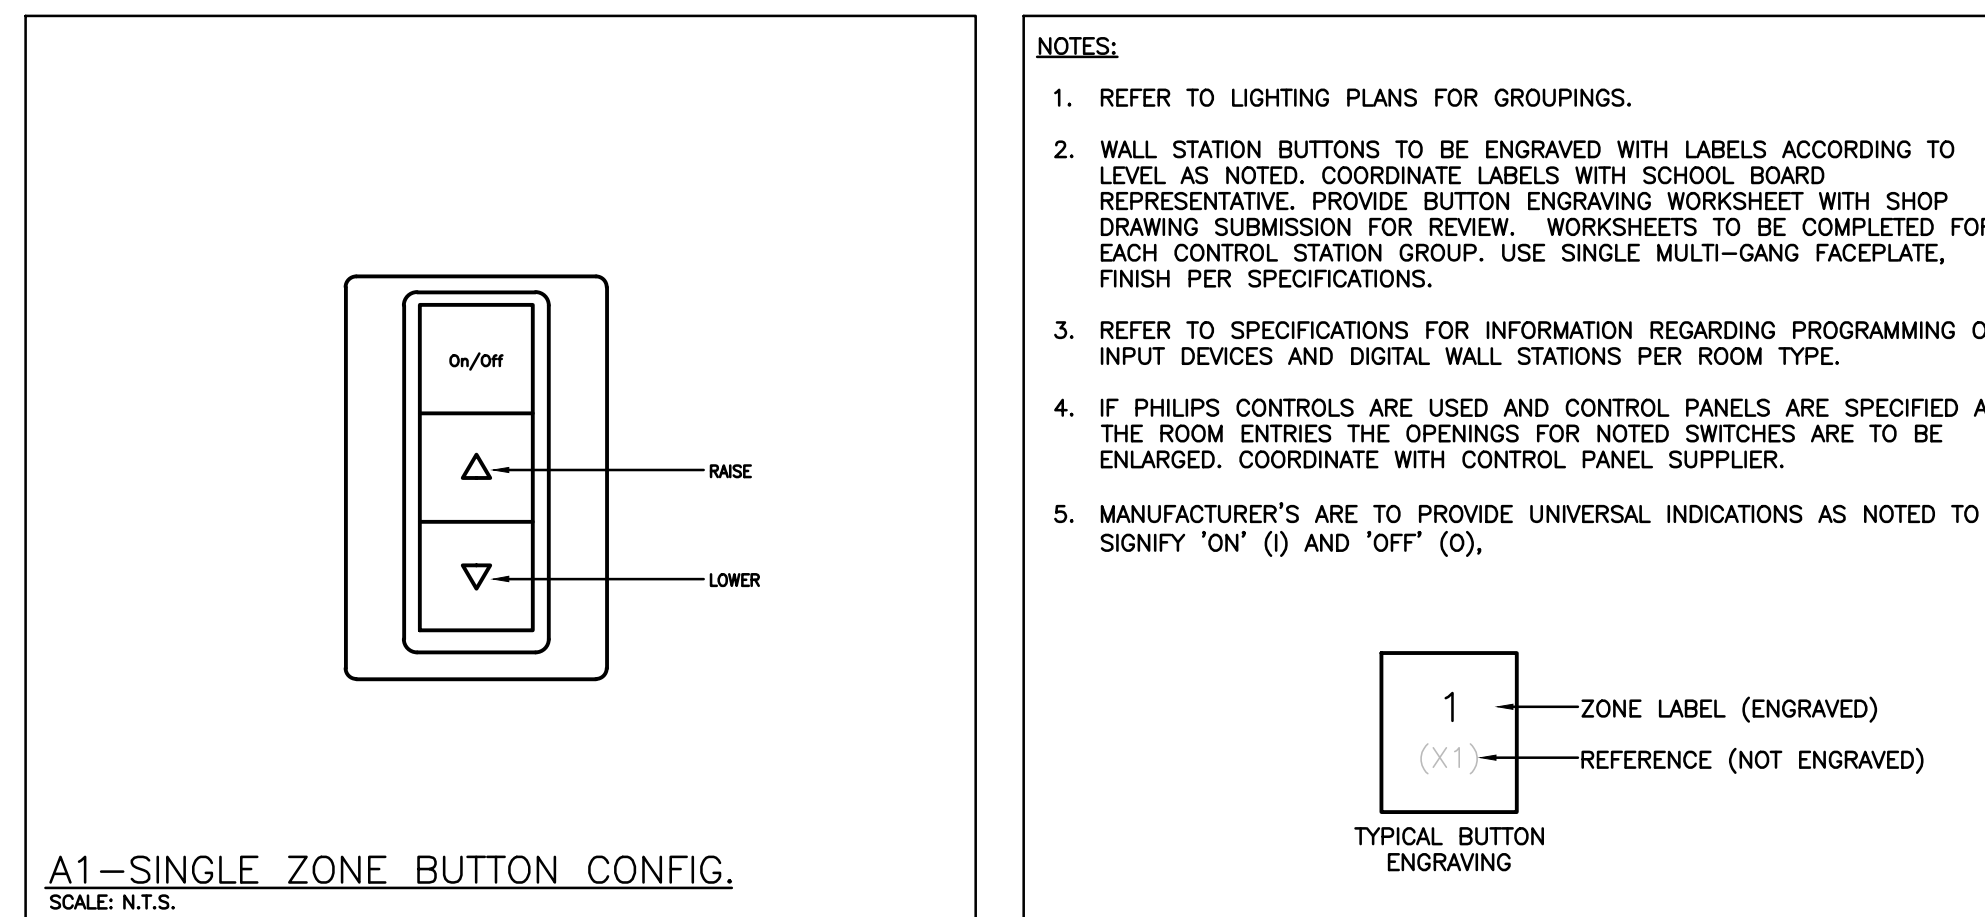 On/Off
RAISE
LOWER
A1-SINGLE ZONE BUTTON CONFIG.
SCALE: N.T.S.
NOTES:
1. REFER TO LIGHTING PLANS FOR GROUPINGS.
2. WALL STATION BUTTONS TO BE ENGRAVED WITH LABELS ACCORDING TO
LEVEL AS NOTED. COORDINATE LABELS WITH SCHOOL BOARD
REPRESENTATIVE. PROVIDE BUTTON ENGRAVING WORKSHEET WITH SHOP
DRAWING SUBMISSION FOR REVIEW. WORKSHEETS TO BE COMPLETED FOR
EACH CONTROL STATION GROUP. USE SINGLE MULTI-GANG FACEPLATE,
FINISH PER SPECIFICATIONS.
3. REFER TO SPECIFICATIONS FOR INFORMATION REGARDING PROGRAMMING
INPUT DEVICES AND DIGITAL WALL STATIONS PER ROOM TYPE.
4. IF PHILIPS CONTROLS ARE USED AND CONTROL PANELS ARE SPECIFIED
THE ROOM ENTRIES THE OPENINGS FOR NOTED SWITCHES ARE TO BE
ENLARGED. COORDINATE WITH CONTROL PANEL SUPPLIER.
5. MANUFACTURER'S ARE TO PROVIDE UNIVERSAL INDICATIONS AS NOTED TO
SIGNIFY 'ON' (I) AND 'OFF' (O),
1
ZONE LABEL (ENGRAVED)
(X1)
REFERENCE (NOT ENGRAVED)
TYPICAL BUTTON
ENGRAVING